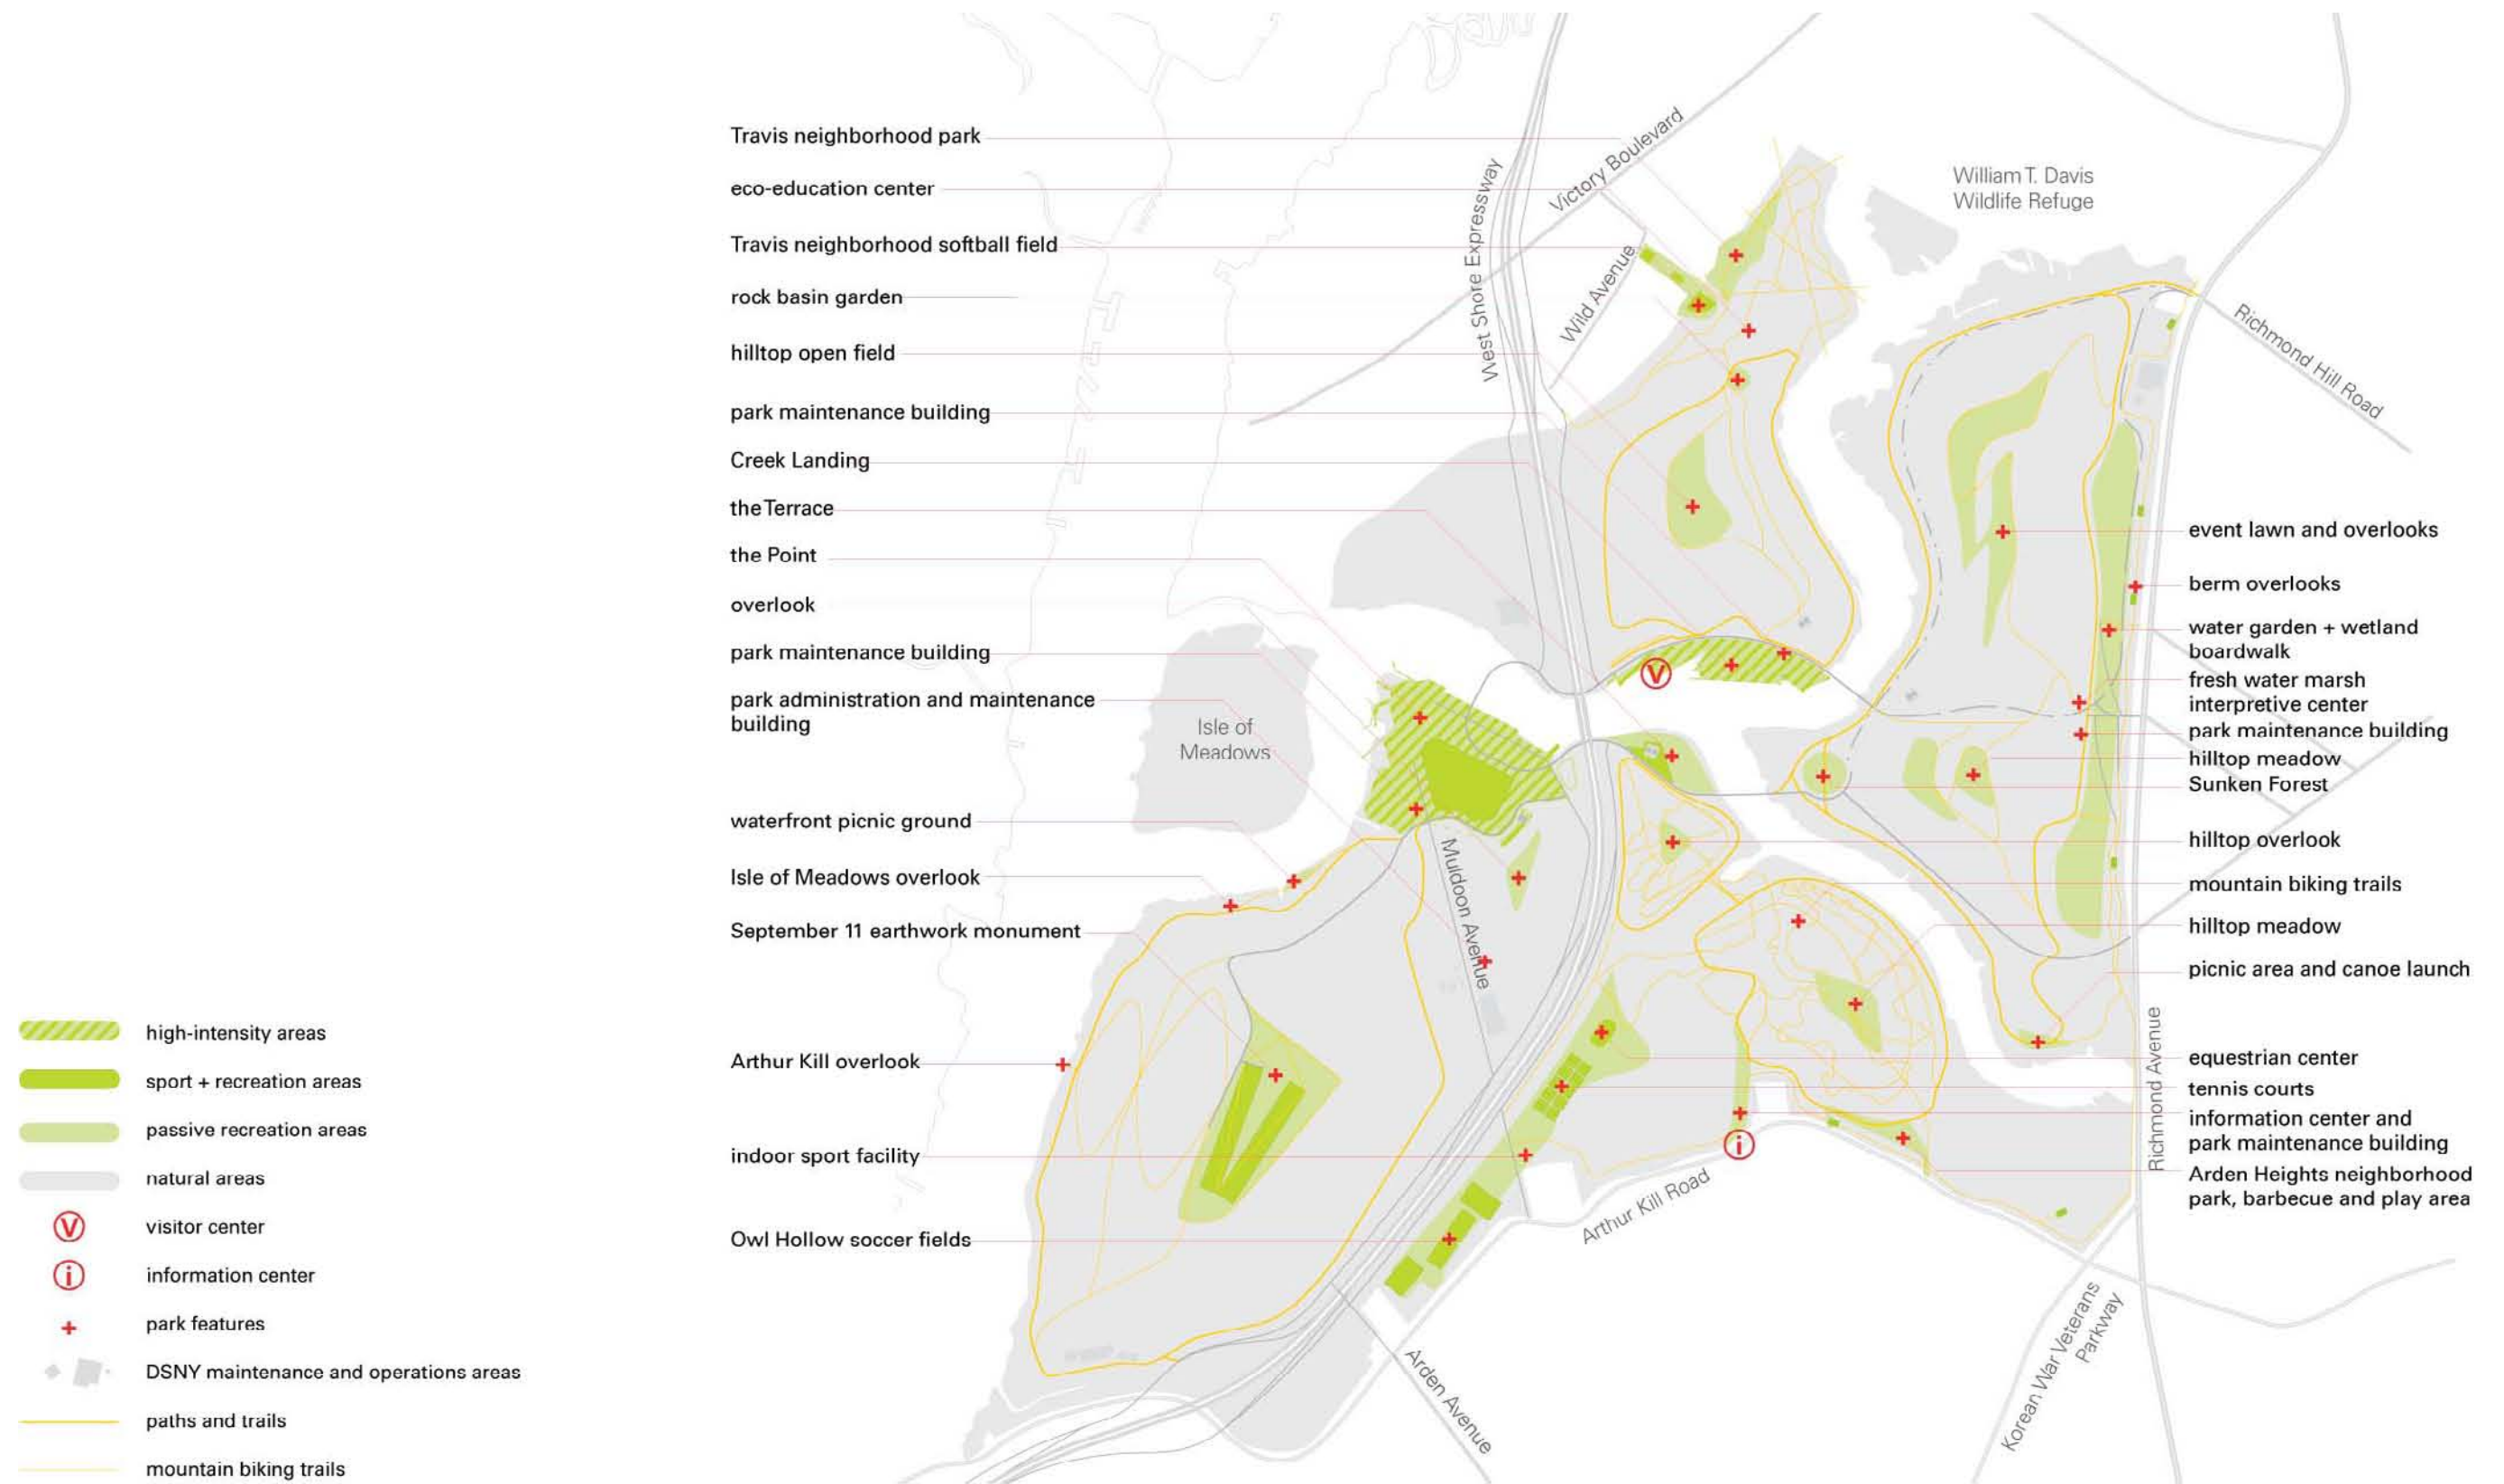 Travis neighborhood park
eco-education center
Travis neighborhood softball field
rock basin garden
hilltop open field
park maintenance building
Creek Landing
the Terrace
the Point
overlook
park maintenance building
park administration and maintenance
building
waterfront picnic ground
Isle of Meadows overlook
September 11 earthwork monument
Arthur Kill overlook
indoor sport facility
Owl Hollow soccer fields
West Shore Expressway
Victory Boulevard
Wild Avenue
William T. Davis
Wildlife Refuge
Richmond Hill Road
Isle of
Meadows
Muldoon Avenue
Arthur Kill Road
Arden Avenue
Richmond Avenue
Korean War Veterans
Parkway
V
i
event lawn and overlooks
berm overlooks
water garden + wetland
boardwalk
fresh water marsh
interpretive center
park maintenance building
hilltop meadow
Sunken Forest
hilltop overlook
mountain biking trails
hilltop meadow
picnic area and canoe launch
equestrian center
tennis courts
information center and
park maintenance building
Arden Heights neighborhood
park, barbecue and play area
high-intensity areas
sport + recreation areas
passive recreation areas
natural areas
V visitor center
i information center
park features
DSNY maintenance and operations areas
paths and trails
mountain biking trails